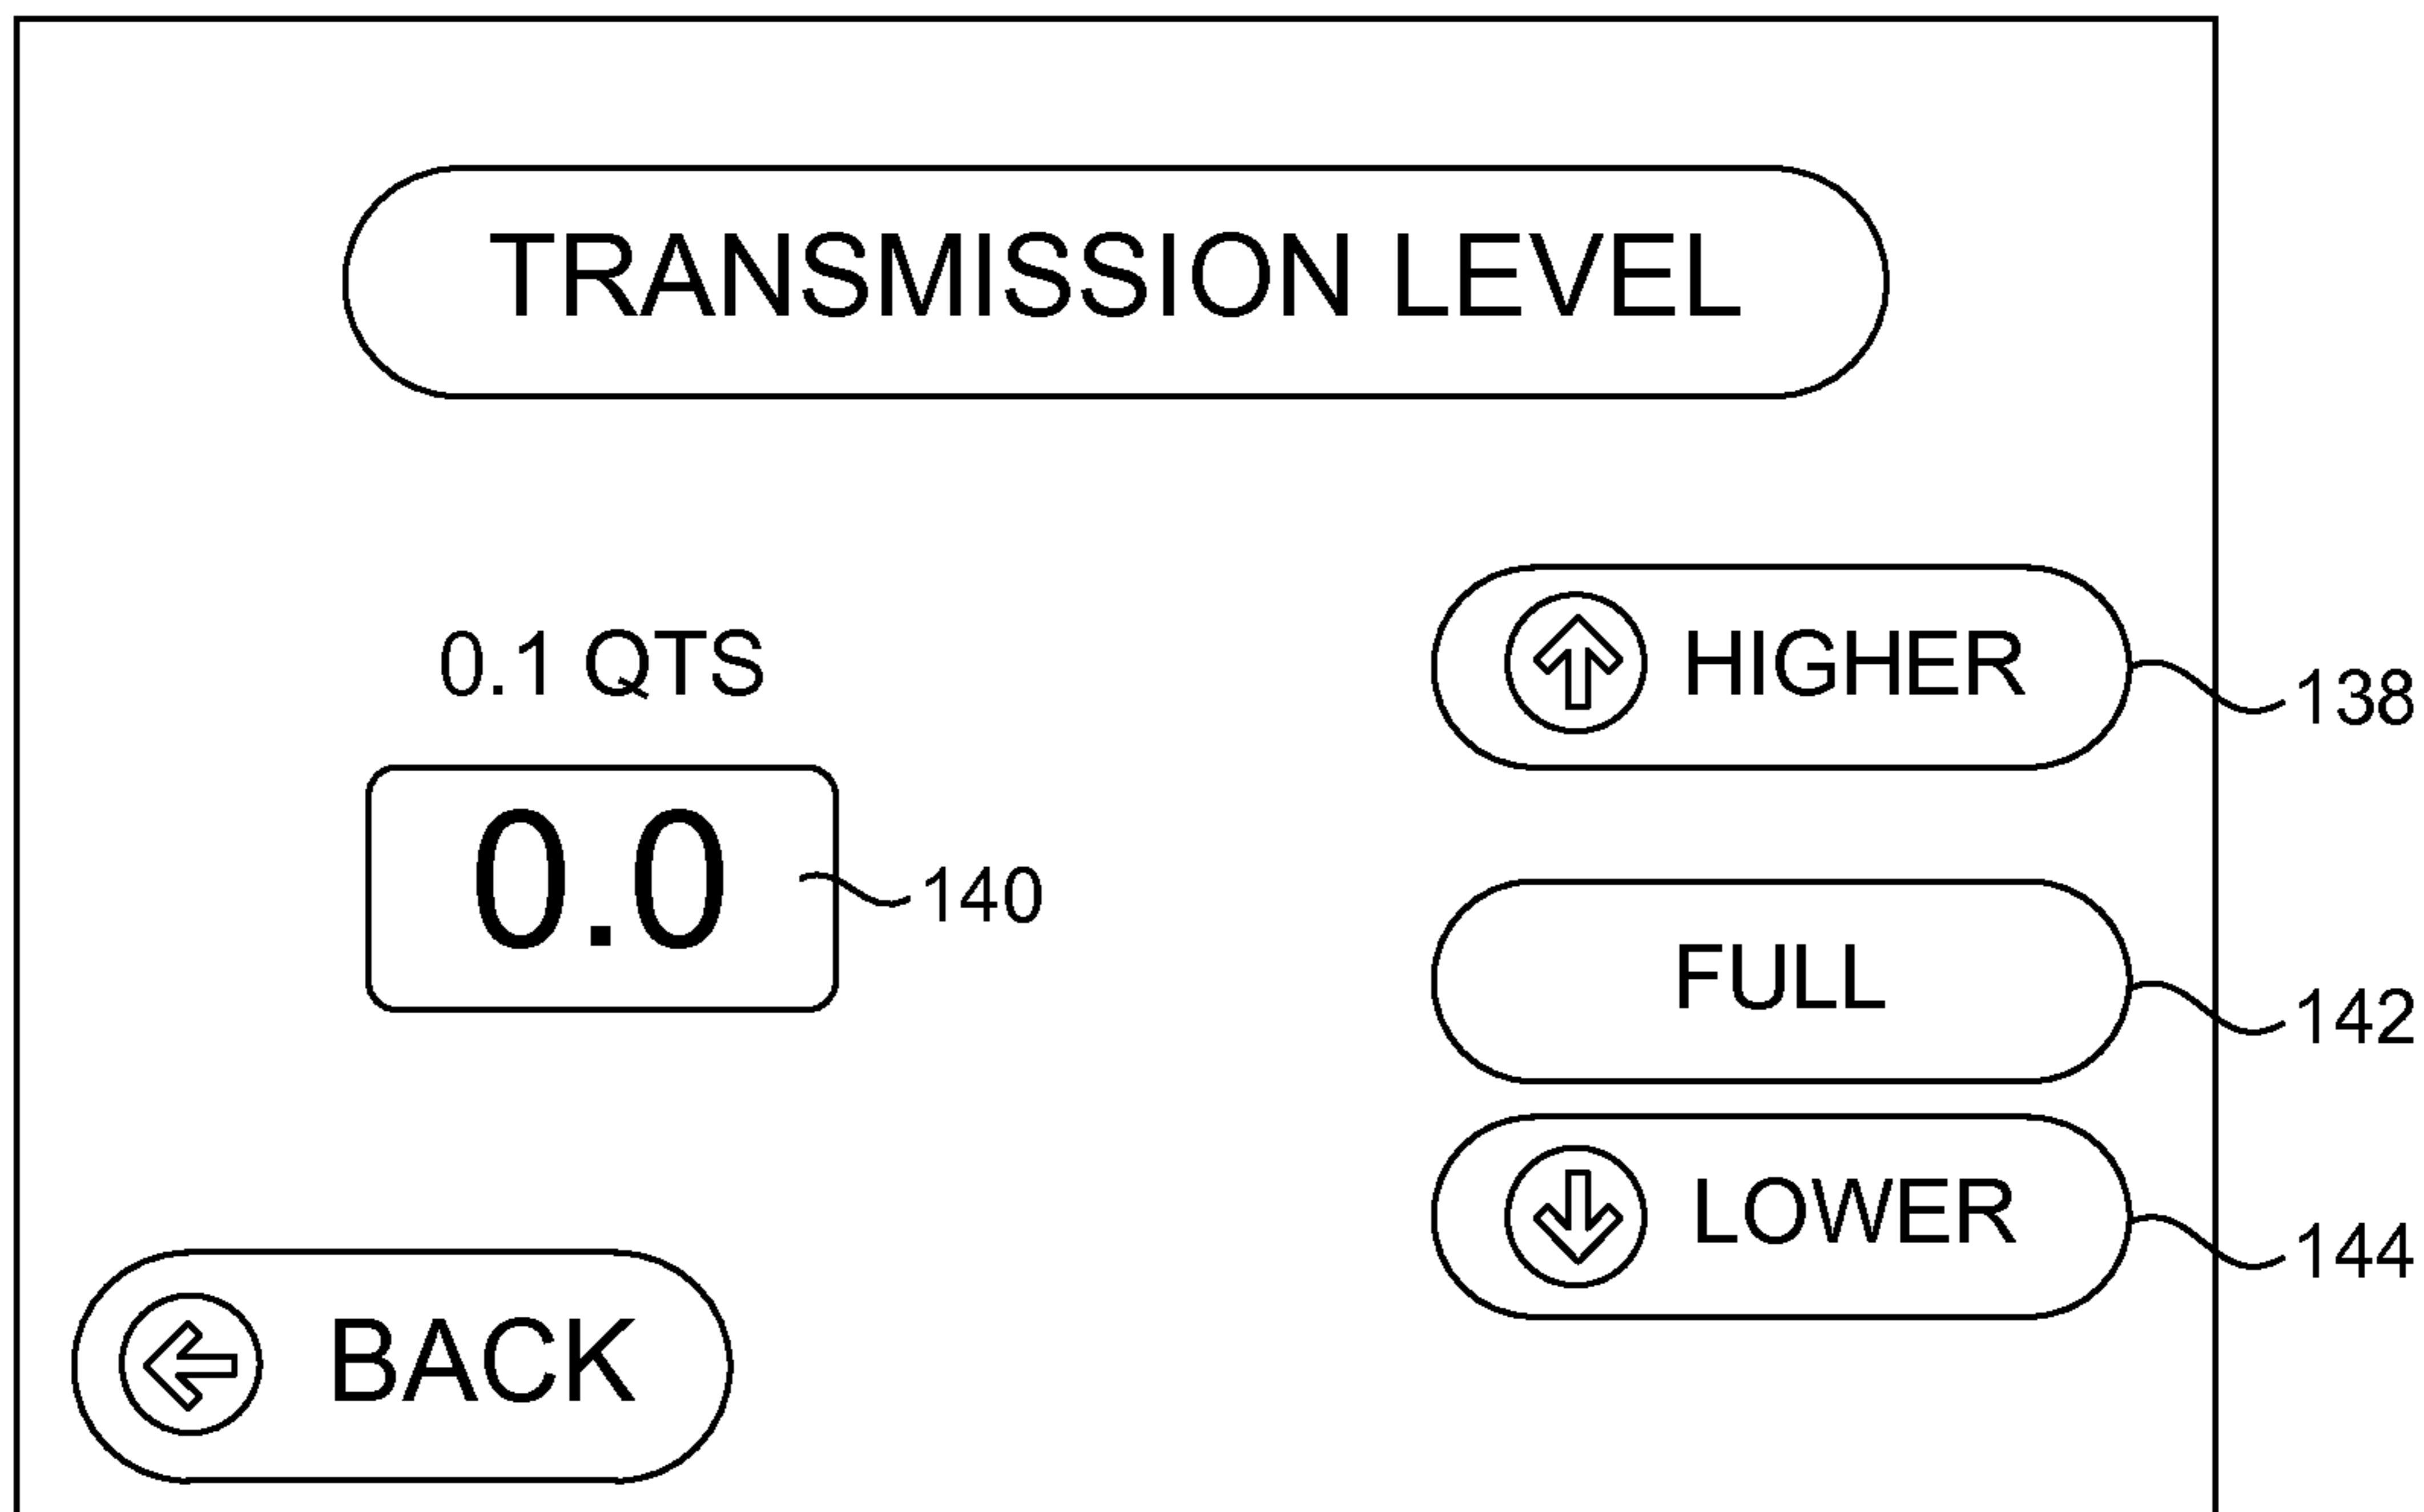 TRANSMISSION LEVEL
0.1 QTS
HIGHER
138
0.0
140
FULL
142
LOWER
144
BACK